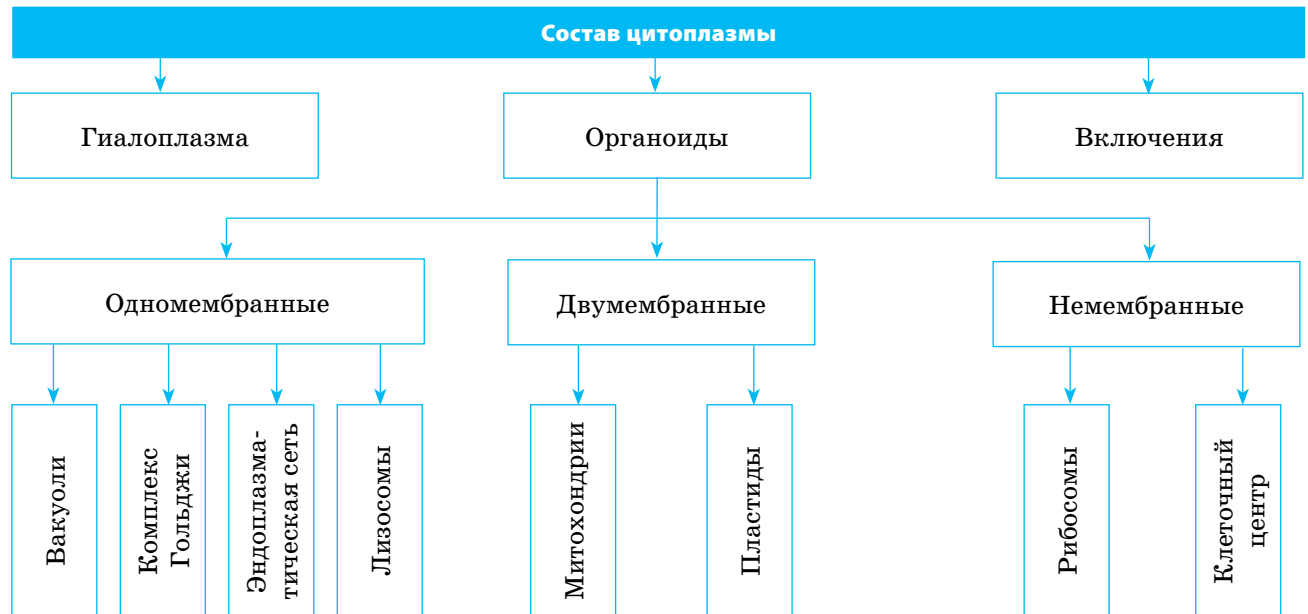 Состав цитоплазмы
Гиалоплазма
Органоиды
Включения
Одномембранные
Двумембранные
Немембранные
Вакуоли
Комплекс
Гольджи
Эндоплазма-
тическая сеть
Лизосомы
Митохондрии
Пластиды
Рибосомы
Клеточный
центр